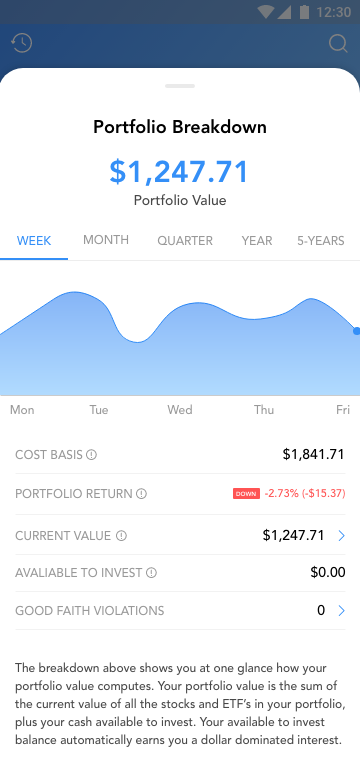 12:30
Portfolio Breakdown
$1,247.71
Portfolio Value
WEEK MONTH QUARTER YEAR 5-YEARS
Mon Tue Wed Thu Fri
COST BASIS $1,841.71
PORTFOLIO RETURN DOWN -2.73% (-$15.37)
CURRENT VALUE $1,247.71
AVALIABLE TO INVEST $0.00
GOOD FAITH VIOLATIONS 0
The breakdown above shows you at one glance how your
portfolio value computes. Your portfolio value is the sum of
the current value of all the stocks and ETF’s in your portfolio,
plus your cash available to invest. Your available to invest
balance automatically earns you a dollar dominated interest.